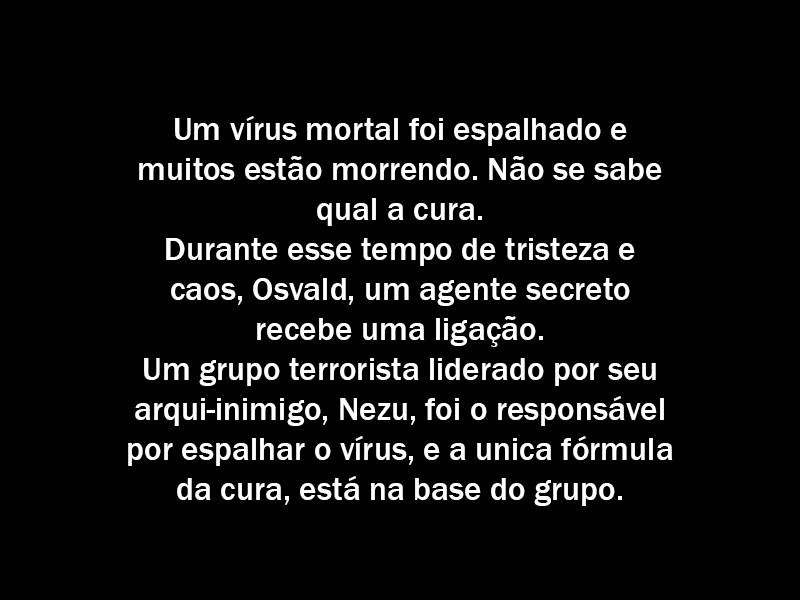 Um vírus mortal foi espalhado e
muitos estão morrendo. Não se sabe
qual a cura.
Durante esse tempo de tristeza e
caos, Osvald, um agente secreto
recebe uma ligação.
Um grupo terrorista liderado por seu
arqui-inimigo, Nezu, foi o responsável
por espalhar o vírus, e a unica fórmula
da cura, está na base do grupo.